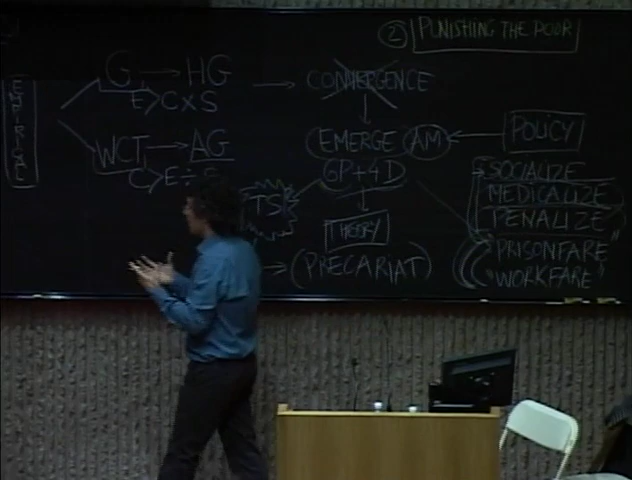 ② PUNISHING THE POOR
EMPIRICAL
G → HG → CONVERGENCE
E > C x S
WCT → AG
C > E ÷
EMERGE AM ← POLICY
GP+4D
TS
THEORY
⇒ (PRECARIAT)
SOCIALIZE
MEDICALIZE
PENALIZE
PRISONFARE
"WORKFARE"